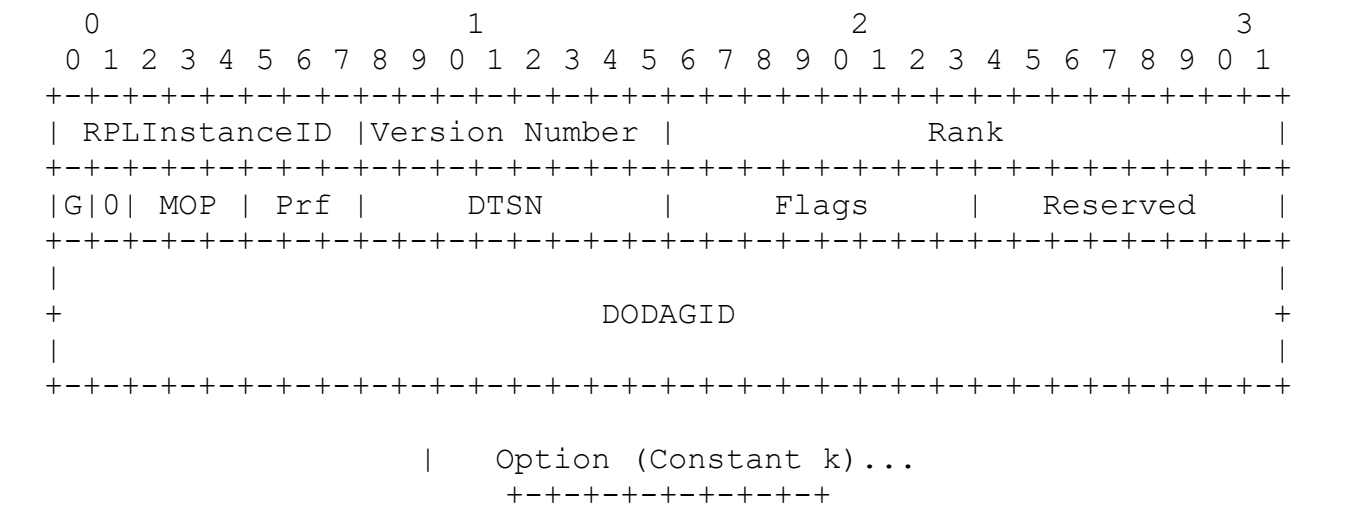 0 1 2 3
0 1 2 3 4 5 6 7 8 9 0 1 2 3 4 5 6 7 8 9 0 1 2 3 4 5 6 7 8 9 0 1
+-+-+-+-+-+-+-+-+-+-+-+-+-+-+-+-+-+-+-+-+-+-+-+-+-+-+-+-+-+-+-+-+
| RPLInstanceID |Version Number | Rank |
+-+-+-+-+-+-+-+-+-+-+-+-+-+-+-+-+-+-+-+-+-+-+-+-+-+-+-+-+-+-+-+-+
|G|0| MOP | Prf | DTSN | Flags | Reserved |
+-+-+-+-+-+-+-+-+-+-+-+-+-+-+-+-+-+-+-+-+-+-+-+-+-+-+-+-+-+-+-+-+
| |
+ DODAGID +
| |
+-+-+-+-+-+-+-+-+-+-+-+-+-+-+-+-+-+-+-+-+-+-+-+-+-+-+-+-+-+-+-+-+
| Option (Constant k)...
+-+-+-+-+-+-+-+-+